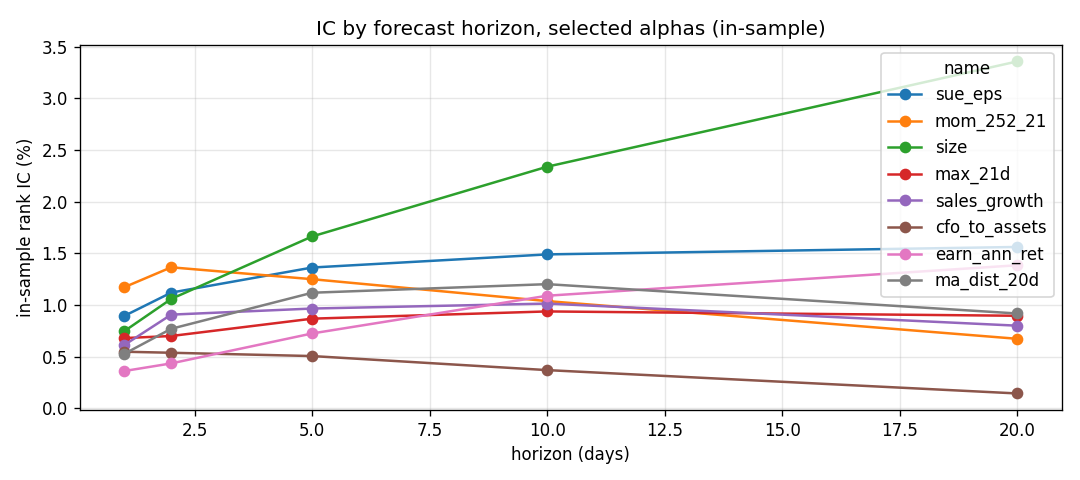 IC by forecast horizon, selected alphas (in-sample)
in-sample rank IC (%)
3.5
3.0
2.5
2.0
1.5
1.0
0.5
0.0
name
sue_eps
mom_252_21
size
max_21d
sales_growth
cfo_to_assets
earn_ann_ret
ma_dist_20d
2.5 5.0 7.5 10.0 12.5 15.0 17.5 20.0
horizon (days)